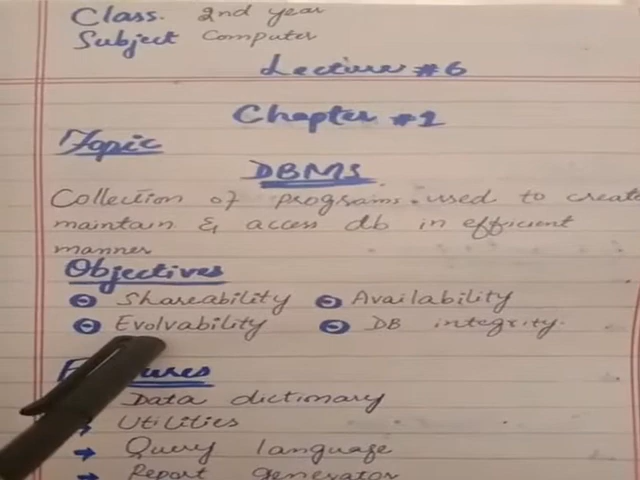 Class. 2nd year
Subject Computer
Lecture #6
Chapter #1
Topic
DBMS
Collection of programs used to create
maintain & access db in efficient
manner
Objectives
Shareability Availability
Evolvability DB integrity.
Data dictionary
Utilities
Query language
Report generator